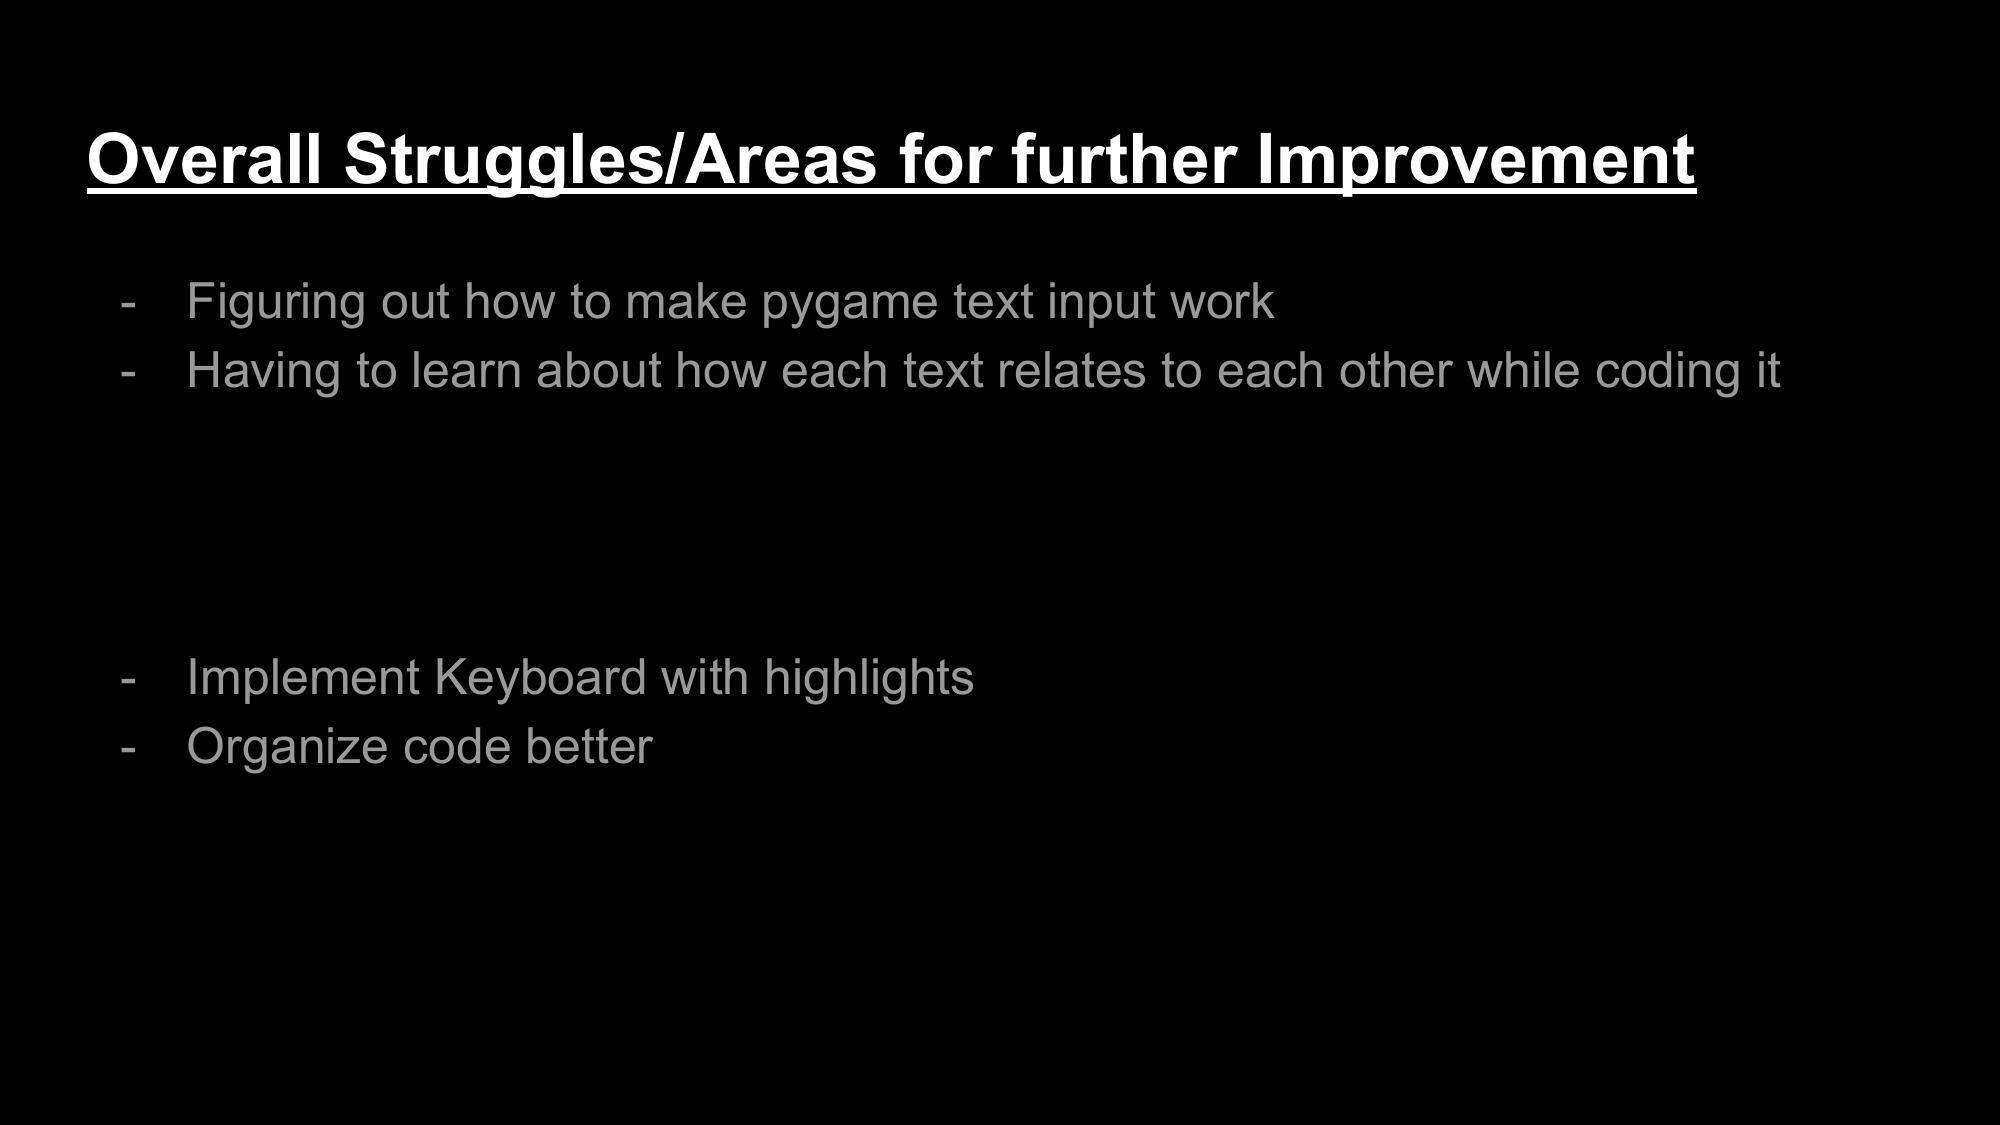 Overall Struggles/Areas for further Improvement
- Figuring out how to make pygame text input work
- Having to learn about how each text relates to each other while coding it
- Implement Keyboard with highlights
- Organize code better